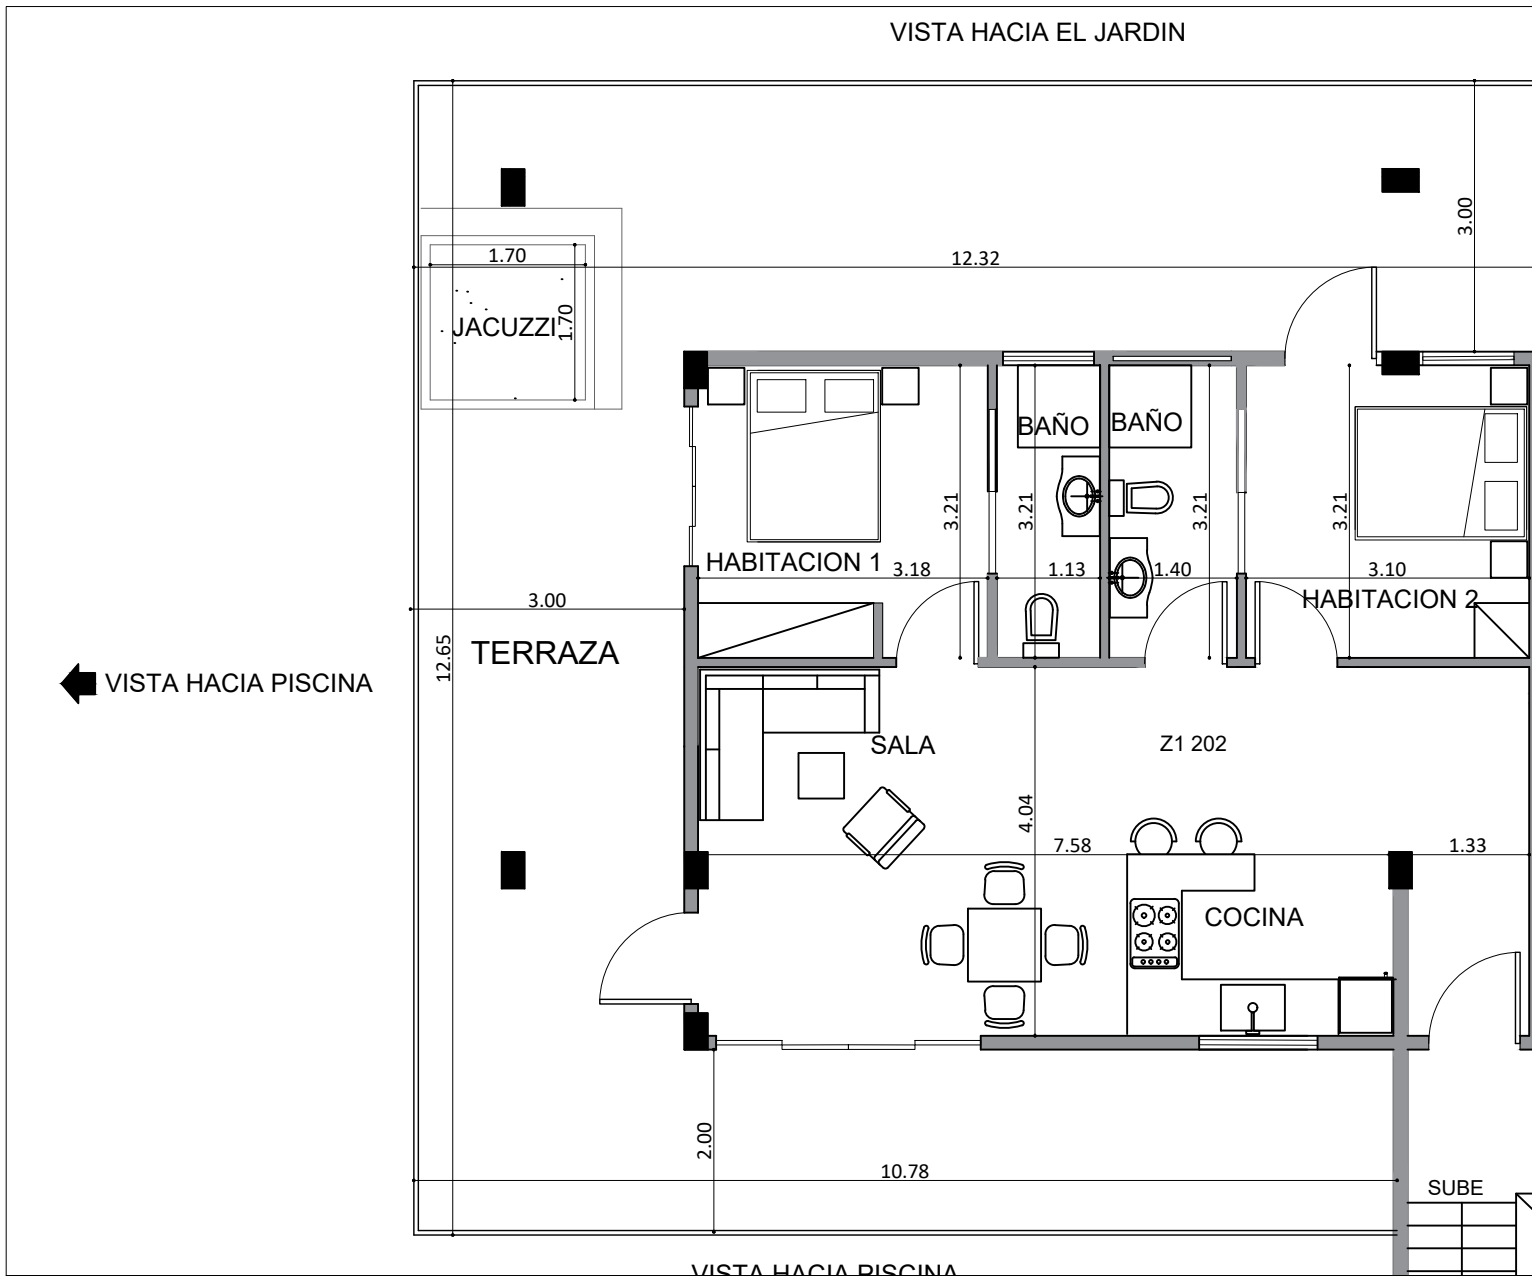 VISTA HACIA EL JARDIN
3.00
12.32
1.70
1.70
JACUZZI
BAÑO
BAÑO
3.21
3.21
3.21
3.21
HABITACION 1
3.18
1.13
1.40
3.10
HABITACION 2
3.00
12.65
TERRAZA
VISTA HACIA PISCINA
SALA
Z1 202
4.04
7.58
1.33
COCINA
2.00
10.78
SUBE
VISTA HACIA PISCINA